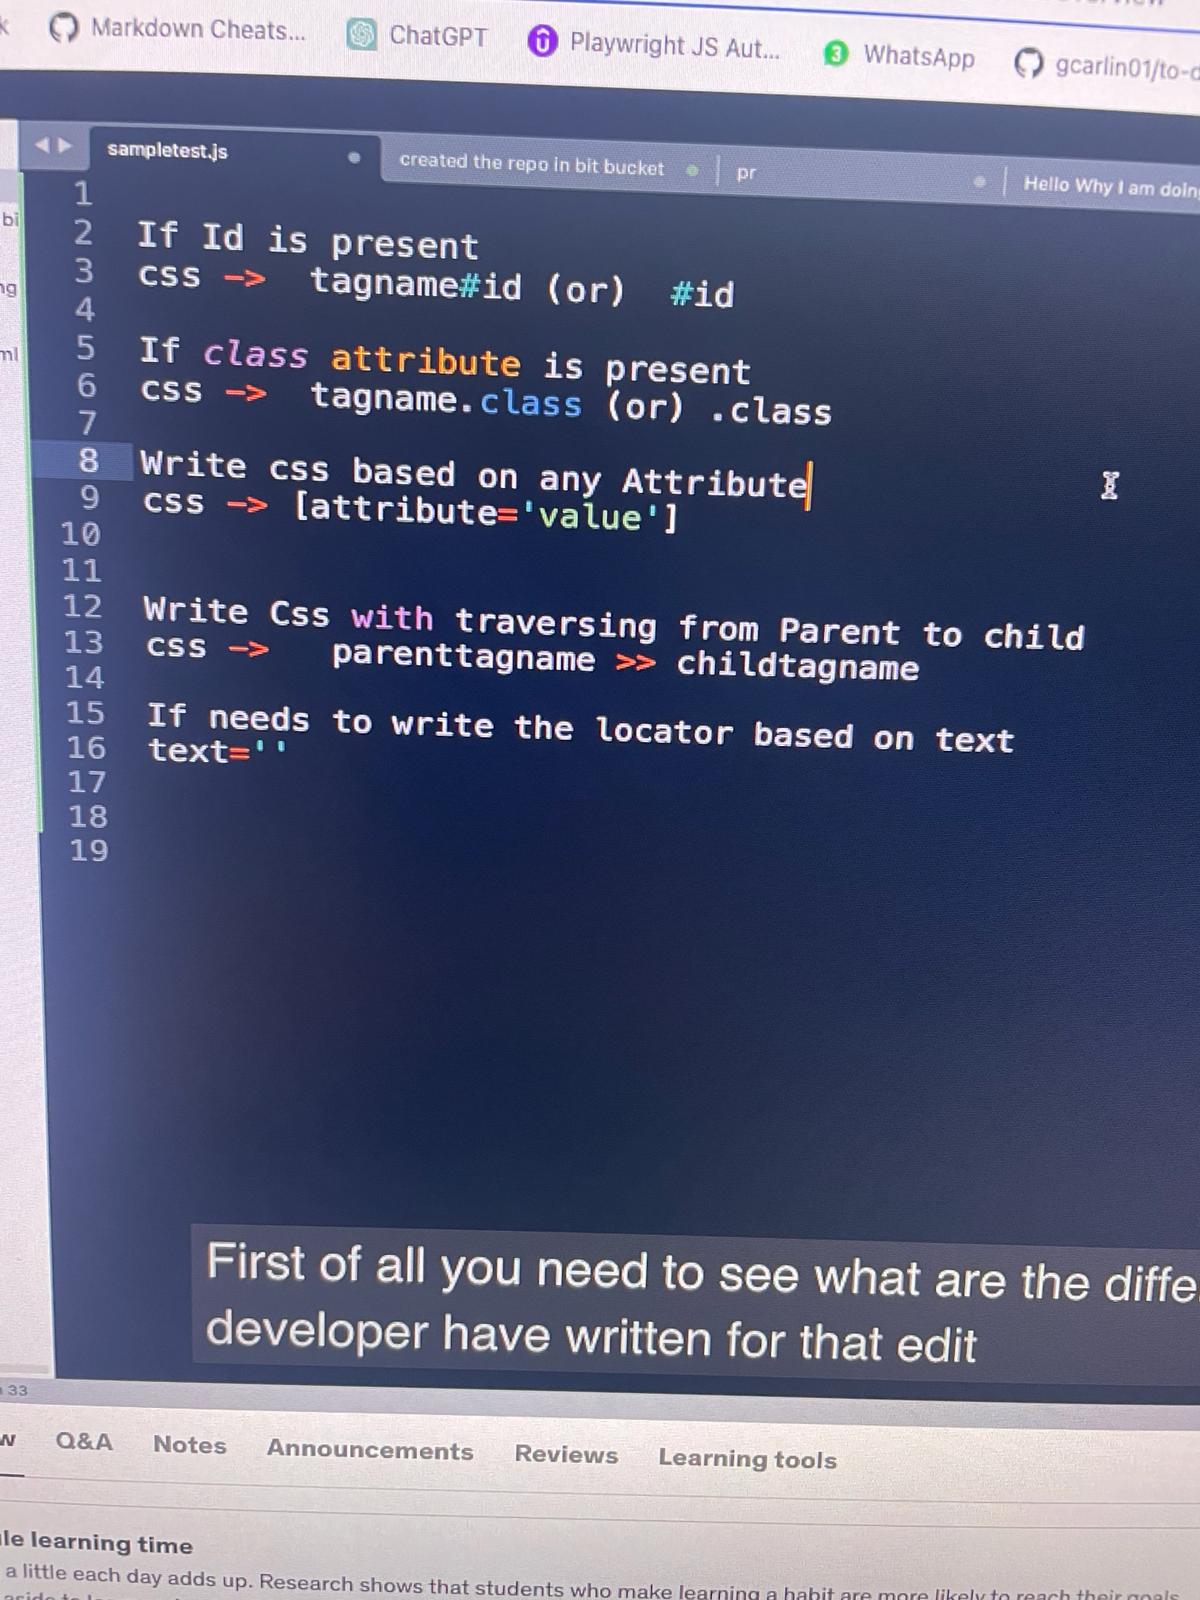 Markdown Cheats... ChatGPT Playwright JS Aut... 3 WhatsApp gcarlin01/to-d
sampletest.js created the repo in bit bucket pr Hello Why I am doing
1
2 If Id is present
3 css -> tagname#id (or) #id
4
5 If class attribute is present
6 css -> tagname.class (or) .class
7
8 Write css based on any Attribute
9 css -> [attribute='value']
10
11
12 Write Css with traversing from Parent to child
13 css -> parenttagname >> childtagname
14
15 If needs to write the locator based on text
16 text=''
17
18
19
bi
ng
ml
First of all you need to see what are the diffe
developer have written for that edit
33
w Q&A Notes Announcements Reviews Learning tools
le learning time
a little each day adds up. Research shows that students who make learning a habit are more likely to reach their goals